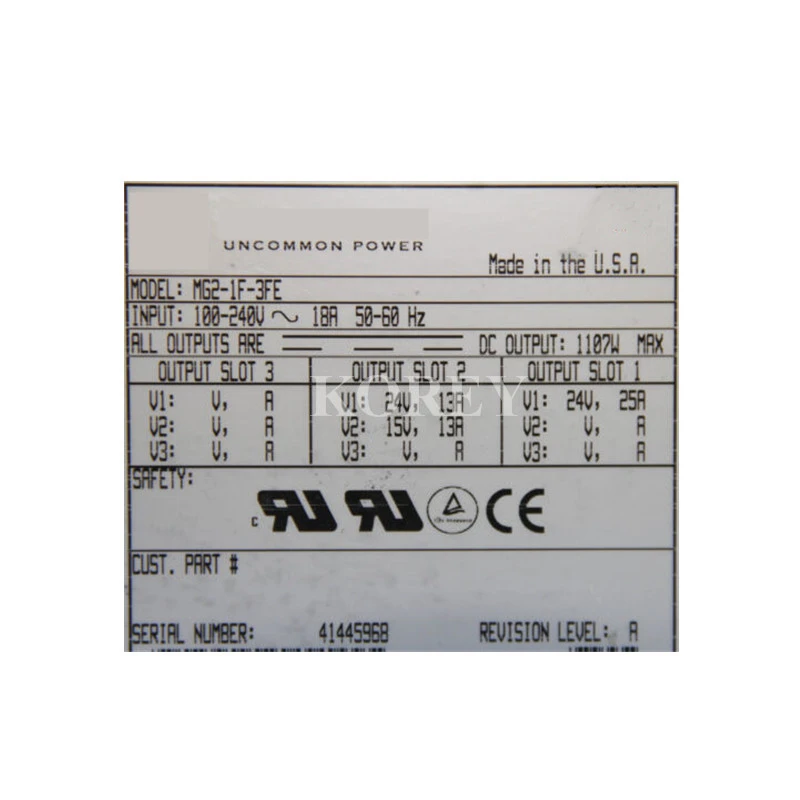 UNCOMMON POWER
Made in the U.S.A.
MODEL: MG2-1F-3FE
INPUT: 100-240V ~ 18A 50-60 Hz
ALL OUTPUTS ARE DC OUTPUT: 1107W MAX
OUTPUT SLOT 3 OUTPUT SLOT 2 OUTPUT SLOT 1
V1: V, A V1: 24V, 13A V1: 24V, 25A
V2: V, A V2: 15V, 13A V2: V, A
V3: V, A V3: V, A V3: V, A
KOREY
SAFETY:
c RU RU CE
CUST. PART #
SERIAL NUMBER: 41445968 REVISION LEVEL: A